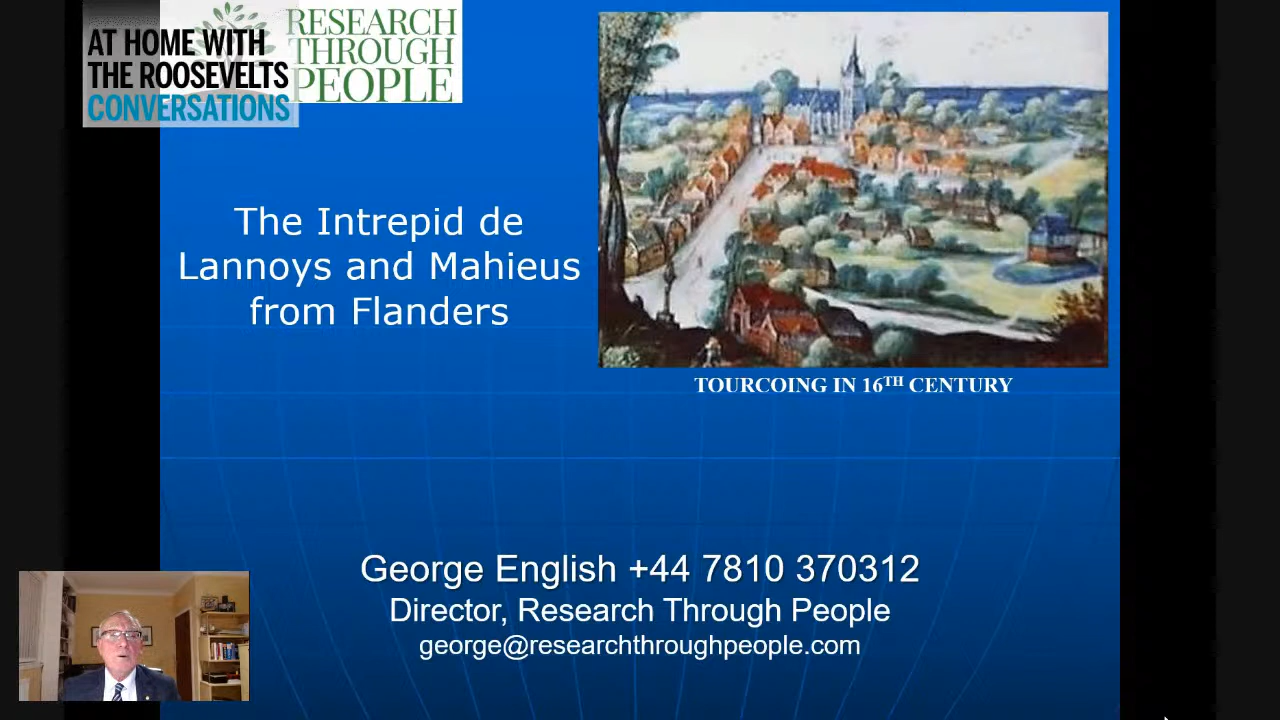 AT HOME WITH
THE ROOSEVELTS
CONVERSATIONS
RESEARCH
THROUGH
PEOPLE
The Intrepid de
Lannoys and Mahieus
from Flanders
TOURCOING IN 16TH CENTURY
George English +44 7810 370312
Director, Research Through People
george@researchthroughpeople.com